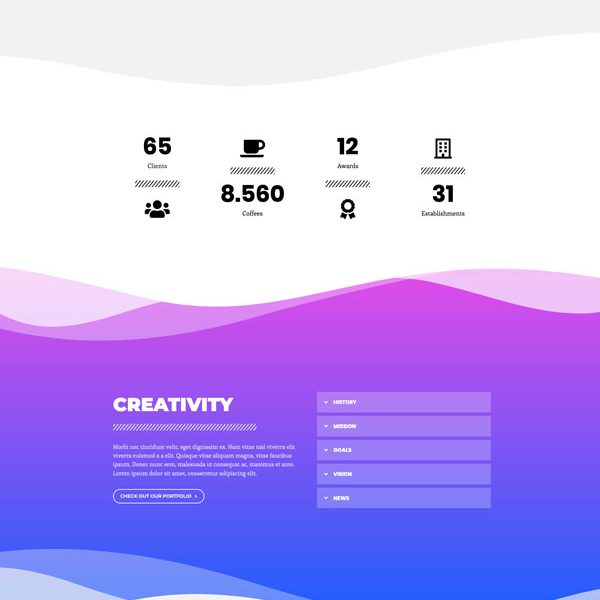 65
Clients
8.560
Coffees
12
Awards
31
Establishments
CREATIVITY
Morbi nec tincidunt velit, eget dignissim ex. Nam vitae nisl viverra elit
viverra euismod a a elit. Quisque vitae aliquam magna, vitae faucibus
ipsum. Donec nunc sem, malesuada ut consequat ac, maximus et ante.
Lorem ipsum dolor sit amet, consectetur adipiscing elit.
CHECK OUT OUR PORTFOLIO
HISTORY
MISSION
GOALS
VISION
NEWS